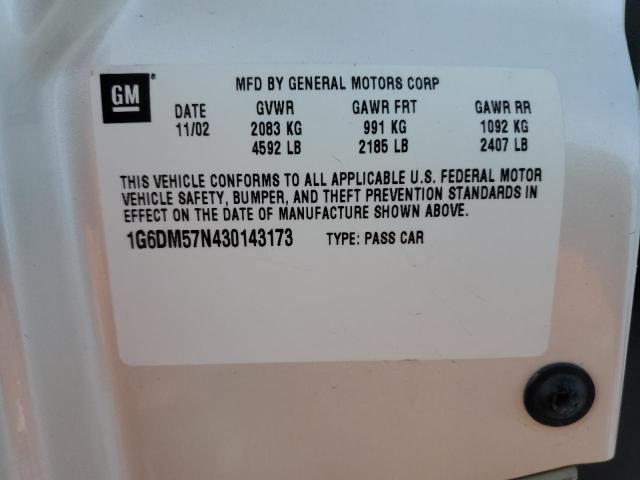 GM
MFD BY GENERAL MOTORS CORP
DATE GVWR GAWR FRT GAWR RR
11/02 2083 KG 991 KG 1092 KG
4592 LB 2185 LB 2407 LB
THIS VEHICLE CONFORMS TO ALL APPLICABLE U.S. FEDERAL MOTOR
VEHICLE SAFETY, BUMPER, AND THEFT PREVENTION STANDARDS IN
EFFECT ON THE DATE OF MANUFACTURE SHOWN ABOVE.
1G6DM57N430143173 TYPE: PASS CAR